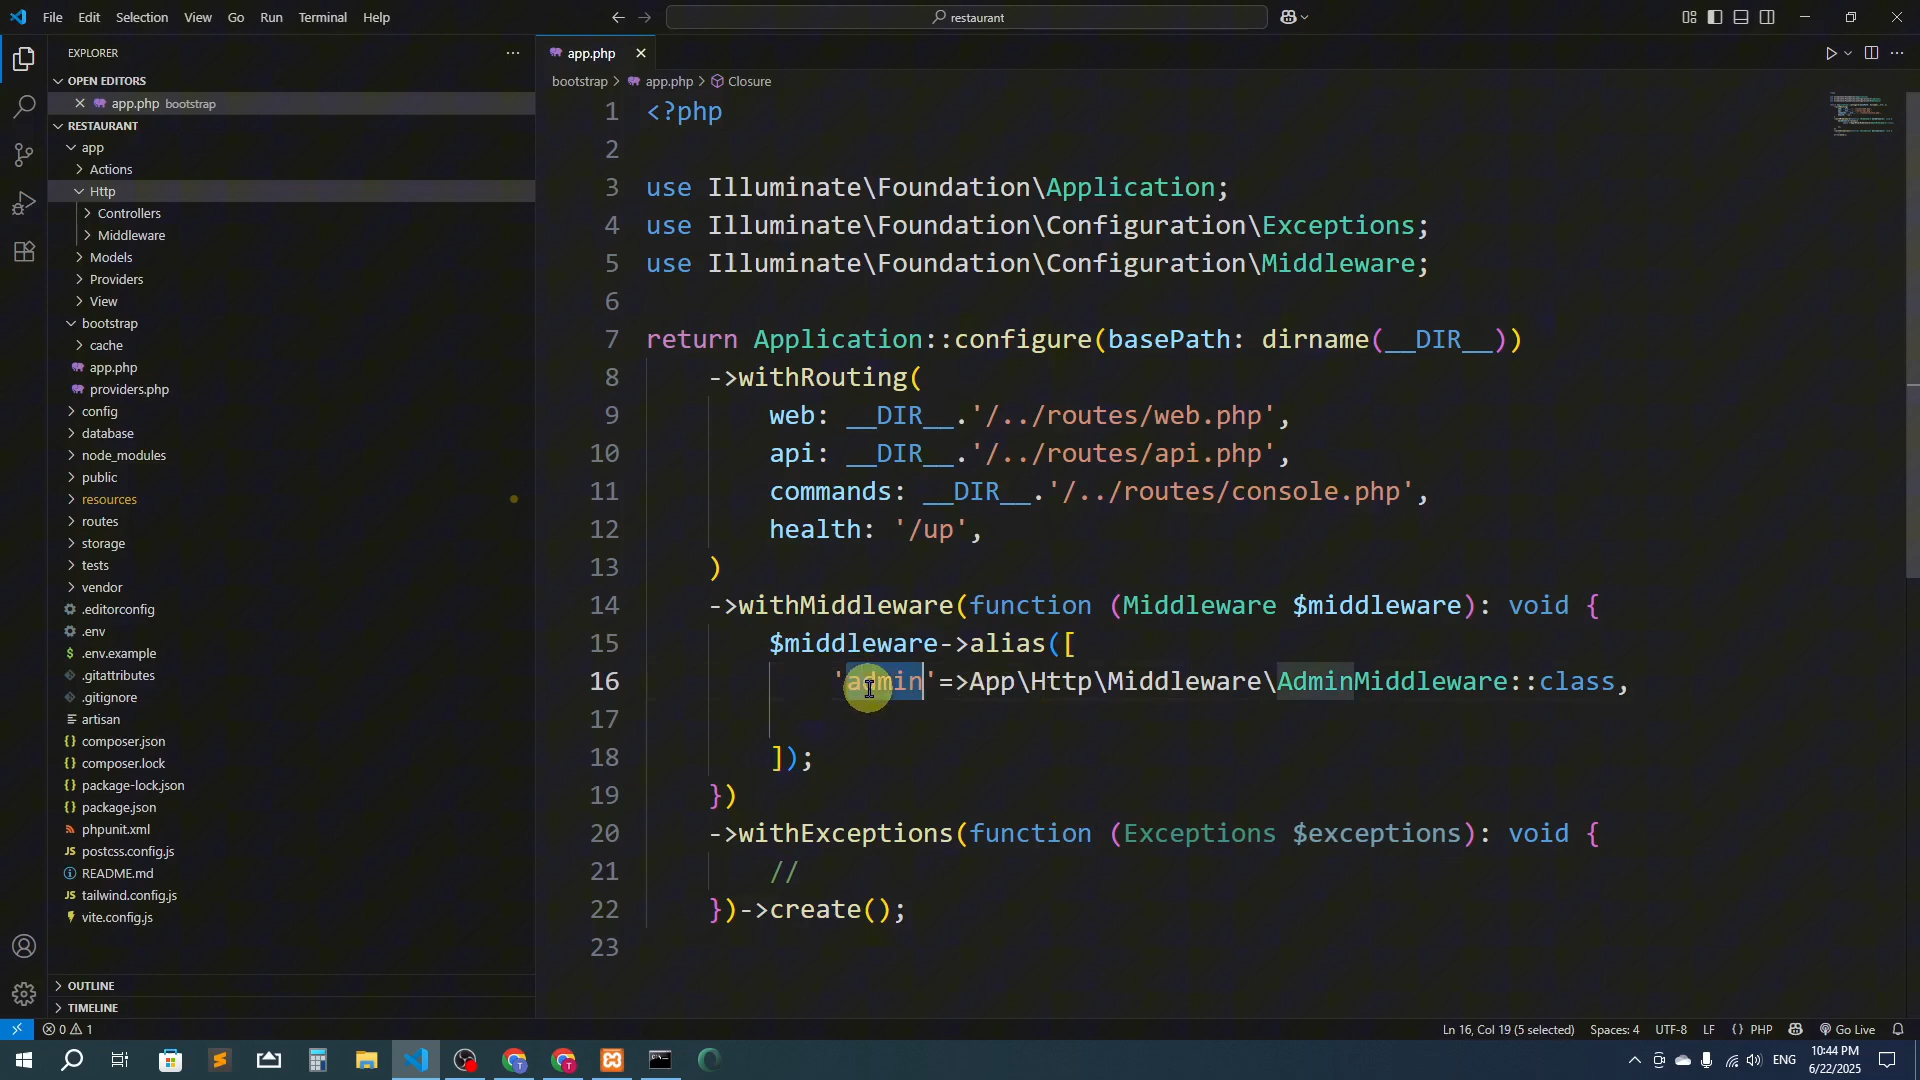 File Edit Selection View Go Run Terminal Help
restaurant
EXPLORER
OPEN EDITORS
app.php bootstrap
RESTAURANT
app
Actions
Http
Controllers
Middleware
Models
Providers
View
bootstrap
cache
app.php
providers.php
config
database
node_modules
public
resources
routes
storage
tests
vendor
.editorconfig
.env
.env.example
.gitattributes
.gitignore
artisan
composer.json
composer.lock
package-lock.json
package.json
phpunit.xml
postcss.config.js
README.md
tailwind.config.js
vite.config.js
OUTLINE
TIMELINE
app.php
bootstrap > app.php > Closure
1 <?php
2
3 use Illuminate\Foundation\Application;
4 use Illuminate\Foundation\Configuration\Exceptions;
5 use Illuminate\Foundation\Configuration\Middleware;
6
7 return Application::configure(basePath: dirname(__DIR__))
8 ->withRouting(
9 web: __DIR__.'/../routes/web.php',
10 api: __DIR__.'/../routes/api.php',
11 commands: __DIR__.'/../routes/console.php',
12 health: '/up',
13 )
14 ->withMiddleware(function (Middleware $middleware): void {
15 $middleware->alias([
16 'admin'=>App\Http\Middleware\AdminMiddleware::class,
17
18 ]);
19 })
20 ->withExceptions(function (Exceptions $exceptions): void {
21 //
22 })->create();
23
0 1
Ln 16, Col 19 (5 selected) Spaces: 4 UTF-8 LF PHP Go Live
ENG
10:44 PM
6/22/2025